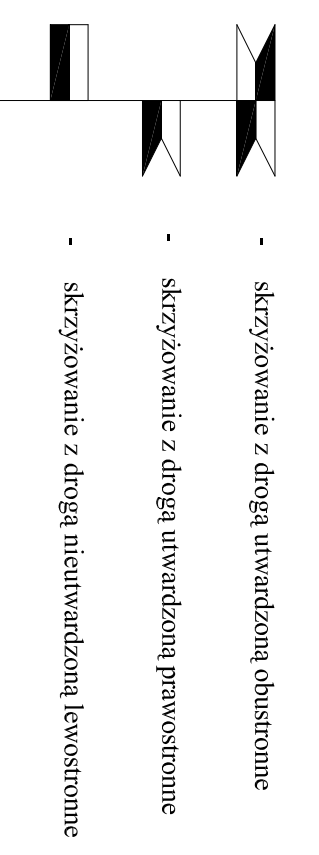 - skrzyżowanie z drogą utwardzoną obustronne
- skrzyżowanie z drogą utwardzoną prawostronne
- skrzyżowanie z drogą nieutwardzoną lewostronne